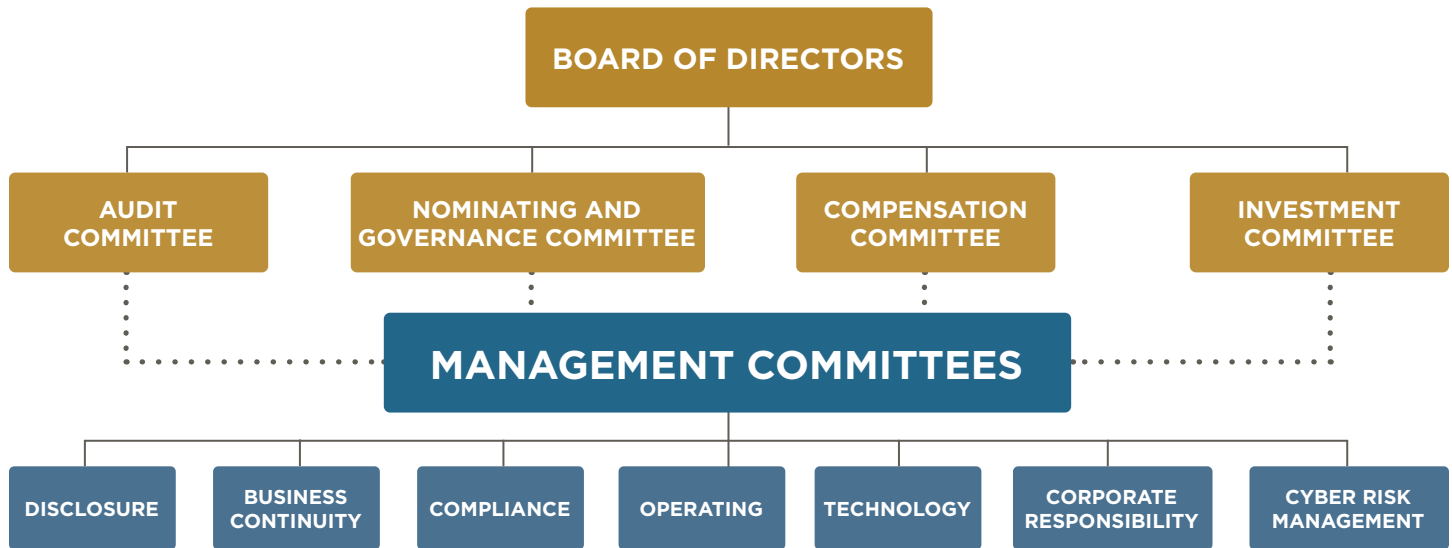 BOARD OF DIRECTORS
AUDIT
COMMITTEE
NOMINATING AND
GOVERNANCE COMMITTEE
COMPENSATION
COMMITTEE
INVESTMENT
COMMITTEE
MANAGEMENT COMMITTEES
DISCLOSURE
BUSINESS
CONTINUITY
COMPLIANCE
OPERATING
TECHNOLOGY
CORPORATE
RESPONSIBILITY
CYBER RISK
MANAGEMENT